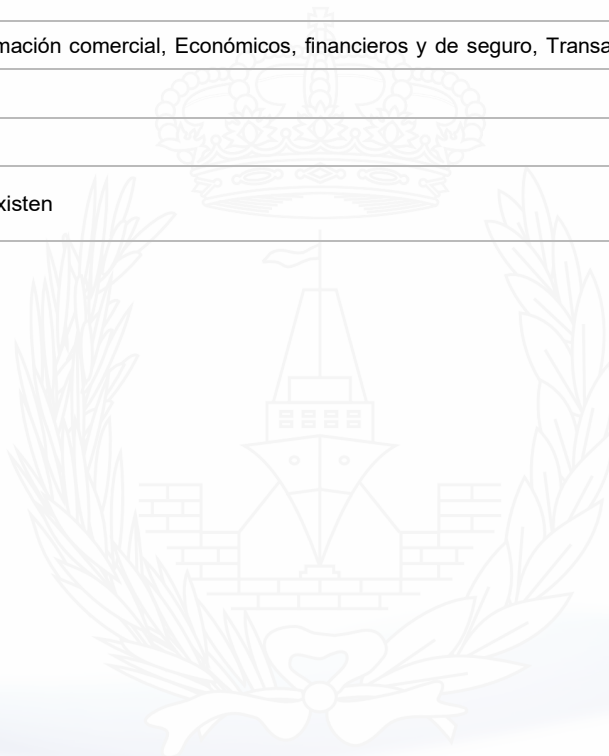 mación comercial, Económicos, financieros y de seguro, Transa
xisten